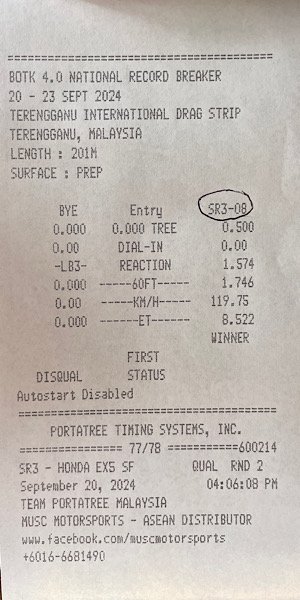 ===================================
BOTK 4.0 NATIONAL RECORD BREAKER
20 - 23 SEPT 2024
TERENGGANU INTERNATIONAL DRAG STRIP
TERENGGANU, MALAYSIA
LENGTH : 201M
SURFACE : PREP
BYE Entry SR3-08
0.000 0.000 TREE 0.500
0.00 DIAL-IN 0.00
-LB3- REACTION 1.574
0.000 ------60FT------ 1.746
0.00 ------KM/H----- 119.75
0.000 ------ET------- 8.522
WINNER
FIRST
DISQUAL STATUS
Autostart Disabled
===================================
PORTATREE TIMING SYSTEMS, INC.
================ 77/78 ===========600214
SR3 - HONDA EX5 SF QUAL RND 2
September 20, 2024 04:06:08 PM
TEAM PORTATREE MALAYSIA
MUSC MOTORSPORTS - ASEAN DISTRIBUTOR
www.facebook.com/muscmotorsports
+6016-6681490